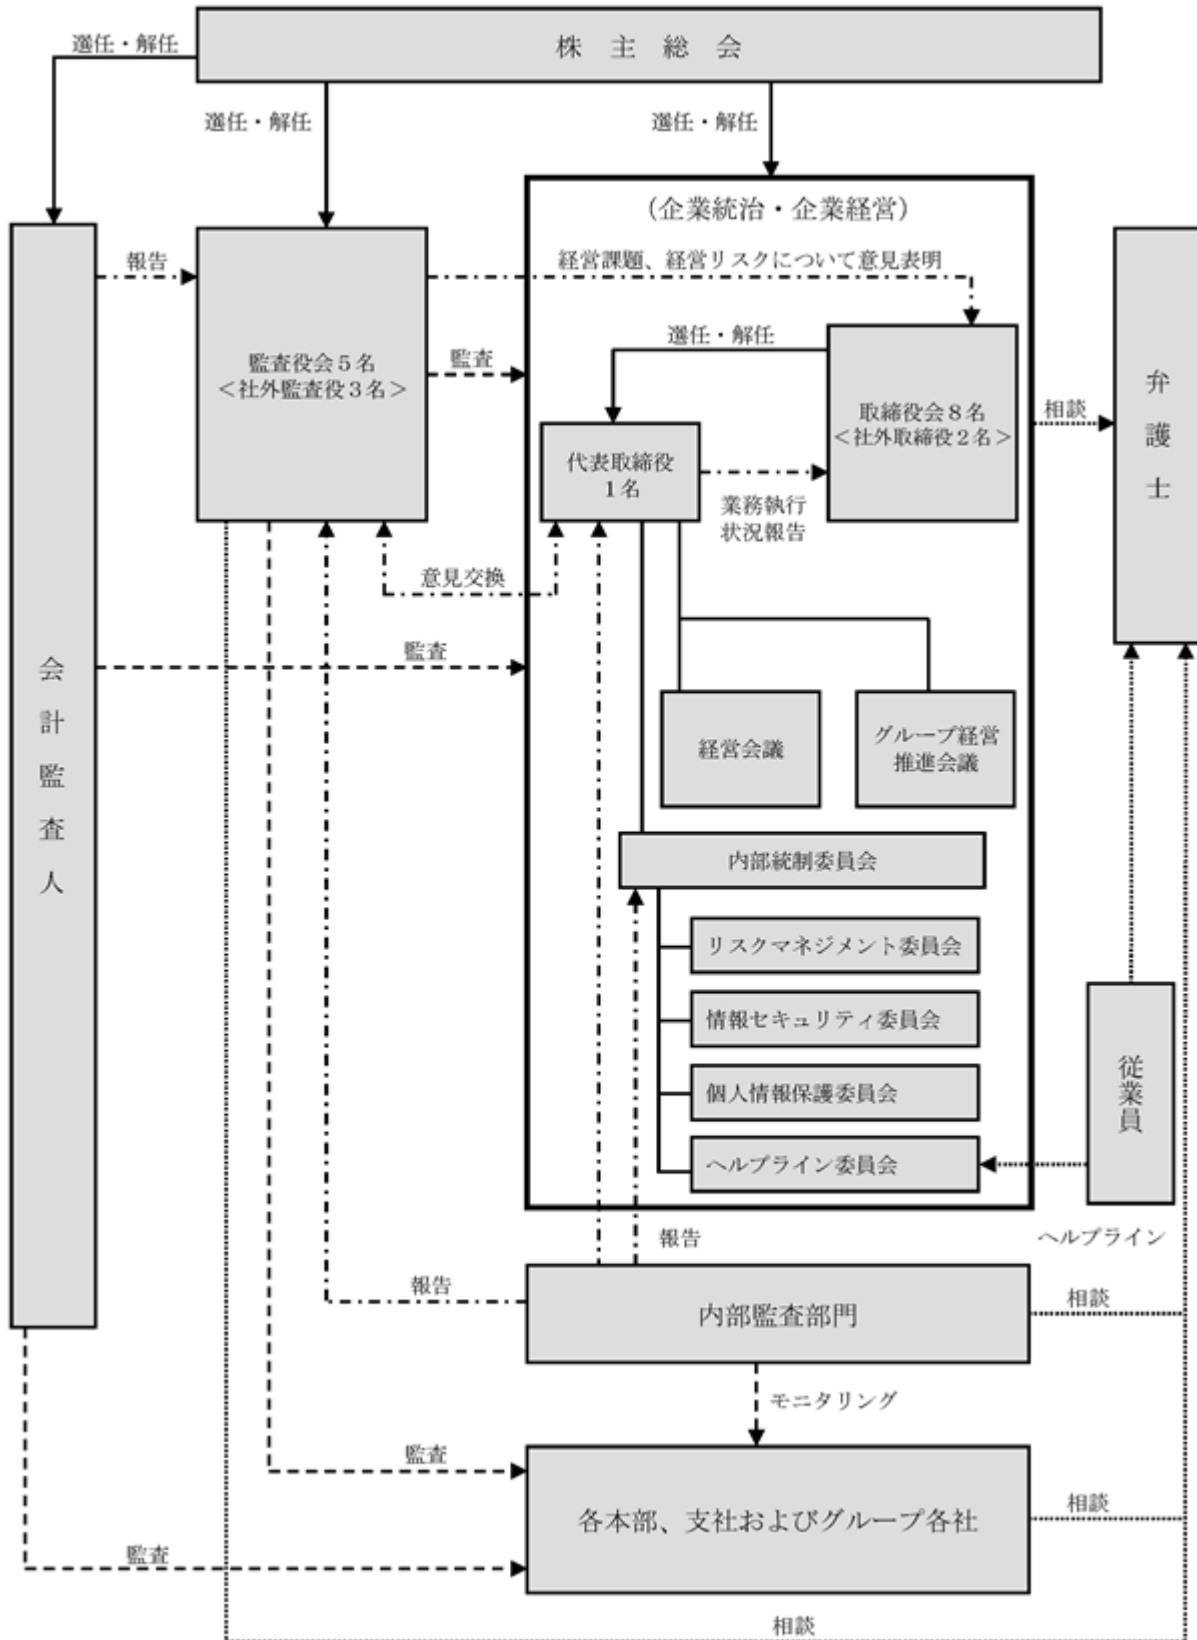 株主総会
選任・解任
選任・解任
選任・解任
（企業統治・企業経営）
報告
経営課題、経営リスクについて意見表明
選任・解任
監査役会５名
＜社外監査役３名＞
監査
取締役会８名
＜社外取締役２名＞
相談
弁護士
代表取締役
１名
業務執行
状況報告
意見交換
監査
会計監査人
経営会議
グループ経営
推進会議
内部統制委員会
リスクマネジメント委員会
情報セキュリティ委員会
個人情報保護委員会
ヘルプライン委員会
従業員
ヘルプライン
報告
報告
内部監査部門
相談
モニタリング
監査
各本部、支社およびグループ各社
相談
監査
相談